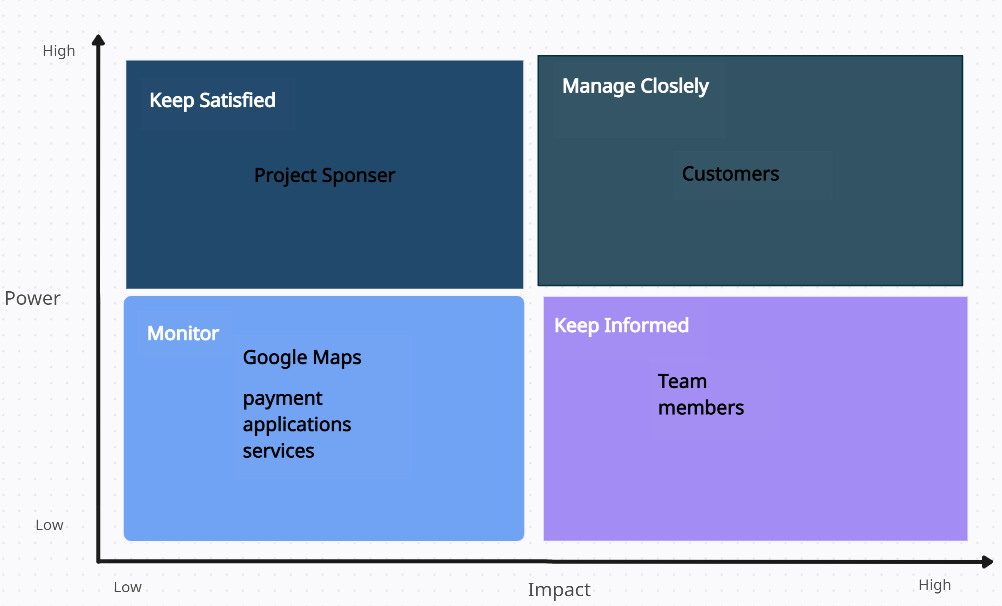 High
Keep Satisfied
Manage Closlely
Project Sponser
Customers
Power
Monitor
Keep Informed
Google Maps
payment
applications
services
Team
members
Low
Low
Impact
High